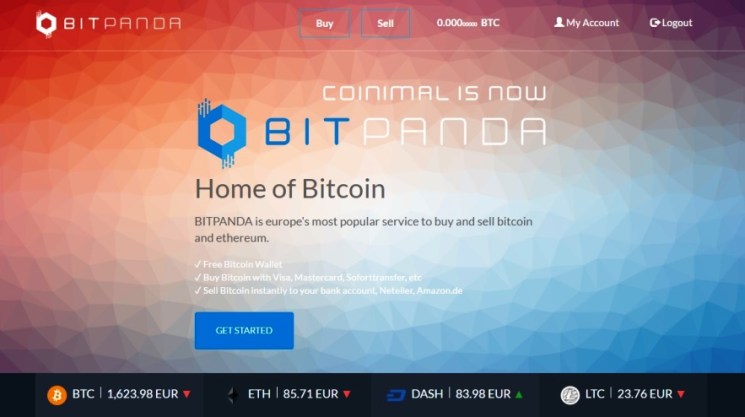 BITPANDA
Buy Sell 0.000 BTC My Account Logout
COINIMAL IS NOW
BITPANDA
Home of Bitcoin
BITPANDA is europe's most popular service to buy and sell bitcoin
and ethereum.
✓ Free Bitcoin Wallet
✓ Buy Bitcoin with Visa, Mastercard, Soforttransfer, etc
✓ Sell Bitcoin instantly to your bank account, Neteller, Amazon.de
GET STARTED
BTC | 1,623.98 EUR ▼ ETH | 85.71 EUR ▼ DASH | 83.98 EUR ▲ LTC | 23.76 EUR ▼